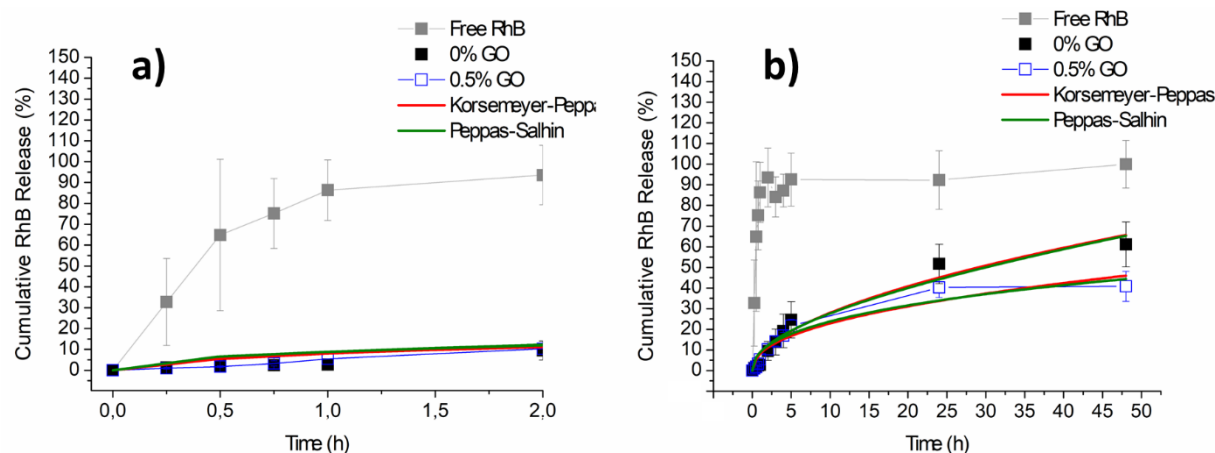 Free RhB
0% GO
0.5% GO
Korsemeyer-Peppa
Peppas-Salhin
a)
150
140
130
120
110
100
90
80
70
60
50
40
30
20
10
0
Cumulative RhB Release (%)
0,0 0,5 1,0 1,5 2,0
Time (h)
Free RhB
0% GO
0.5% GO
Korsemeyer-Peppas
Peppas-Salhin
b)
150
140
130
120
110
100
90
80
70
60
50
40
30
20
10
0
Cumulative RhB Release (%)
0 5 10 15 20 25 30 35 40 45 50
Time (h)